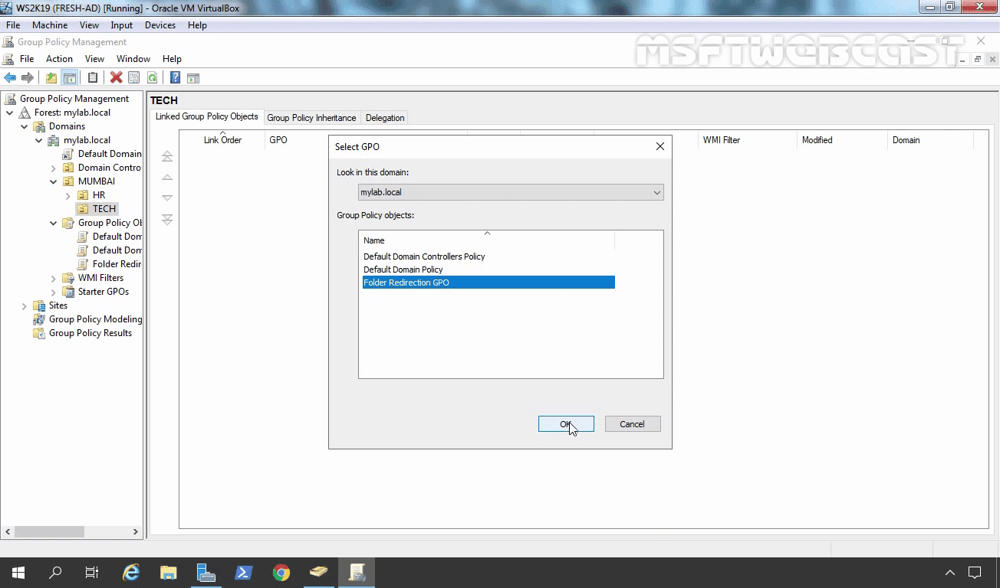 WS2K19 (FRESH-AD) [Running] - Oracle VM VirtualBox
File Machine View Input Devices Help
Group Policy Management
MSFTWEBCAST
File Action View Window Help
Group Policy Management
Forest: mylab.local
Domains
mylab.local
Default Domain
Domain Contro
MUMBAI
HR
TECH
Group Policy Ob
Default Dom
Default Dom
Folder Redir
WMI Filters
Starter GPOs
Sites
Group Policy Modeling
Group Policy Results
TECH
Linked Group Policy Objects Group Policy Inheritance Delegation
Link Order GPO WMI Filter Modified Domain
Select GPO
Look in this domain:
mylab.local
Group Policy objects:
Name
Default Domain Controllers Policy
Default Domain Policy
Folder Redirection GPO
OK Cancel